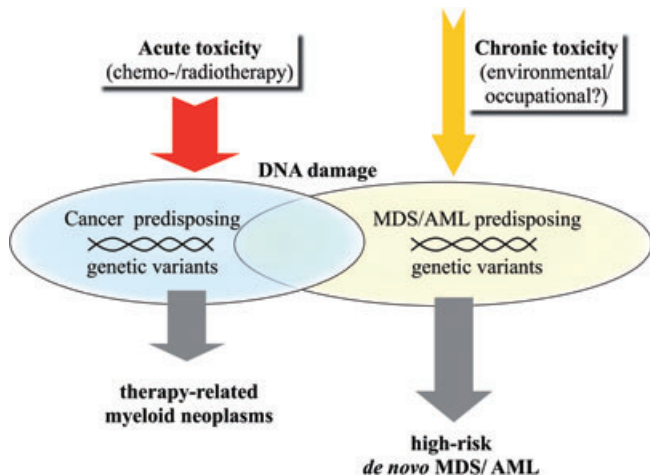 Acute toxicity
(chemo-/radiotherapy)
Chronic toxicity
(environmental/
occupational?)
DNA damage
Cancer predisposing
genetic variants
MDS/AML predisposing
genetic variants
therapy-related
myeloid neoplasms
high-risk
de novo MDS/ AML